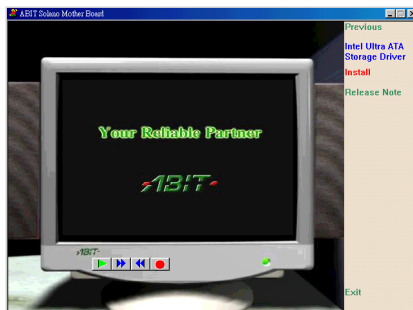 ABIT Solano Mother Board
Previous
Intel Ultra ATA
Storage Driver
Install
Release Note
Your Reliable Partner
ABIT
ABIT
Exit